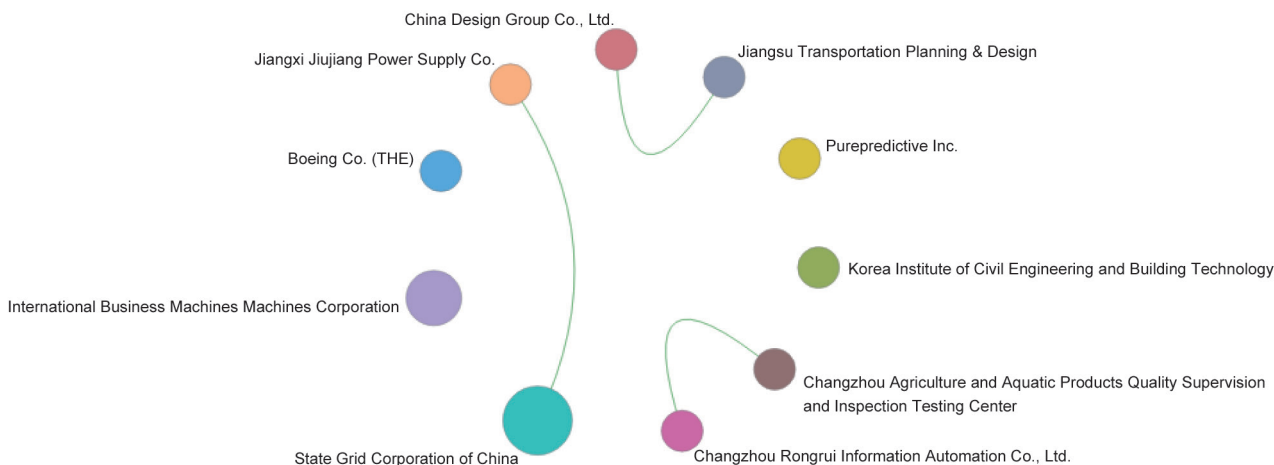 China Design Group Co., Ltd.
Jiangsu Transportation Planning & Design
Jiangxi Jiujiang Power Supply Co.
Purepredictive Inc.
Boeing Co. (THE)
Korea Institute of Civil Engineering and Building Technology
International Business Machines Machines Corporation
Changzhou Agriculture and Aquatic Products Quality Supervision
and Inspection Testing Center
Changzhou Rongrui Information Automation Co., Ltd.
State Grid Corporation of China